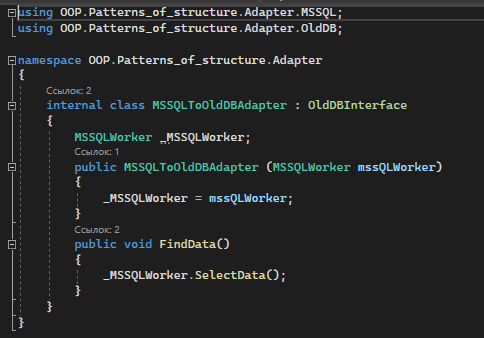 using OOP.Patterns_of_structure.Adapter.MSSQL;
using OOP.Patterns_of_structure.Adapter.OldDB;
namespace OOP.Patterns_of_structure.Adapter
{
Ссылок: 2
internal class MSSQLToOldDBAdapter : OldDBInterface
{
MSSQLWorker _MSSQLWorker;
Ссылок: 1
public MSSQLToOldDBAdapter (MSSQLWorker mssQLWorker)
{
_MSSQLWorker = mssQLWorker;
}
Ссылок: 2
public void FindData()
{
_MSSQLWorker.SelectData();
}
}
}